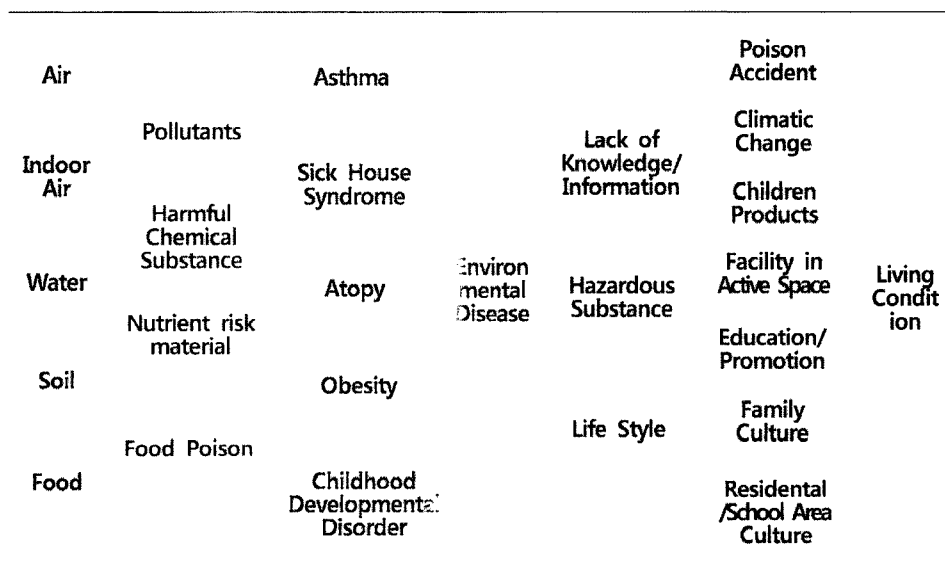 Air
Indoor
Air
Water
Soil
Food
Pollutants
Harmful
Chemical
Substance
Nutrient risk
material
Food Poison
Asthma
Sick House
Syndrome
Atopy
Obesity
Childhood
Developmental
Disorder
Environ
mental
Disease
Lack of
Knowledge/
Information
Hazardous
Substance
Life Style
Poison
Accident
Climatic
Change
Children
Products
Facility in
Active Space
Education/
Promotion
Family
Culture
Residental
/School Area
Culture
Living
Condit
ion